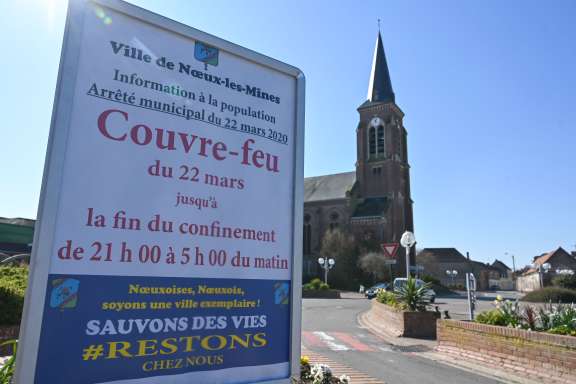 Ville de Nœux-les-Mines
Information à la population
Arrêté municipal du 22 mars 2020
Couvre-feu
du 22 mars
jusqu'à
la fin du confinement
de 21 h 00 à 5 h 00 du matin
Nœuxoises, Nœuxois,
soyons une ville exemplaire !
SAUVONS DES VIES
#RESTONS
CHEZ NOUS